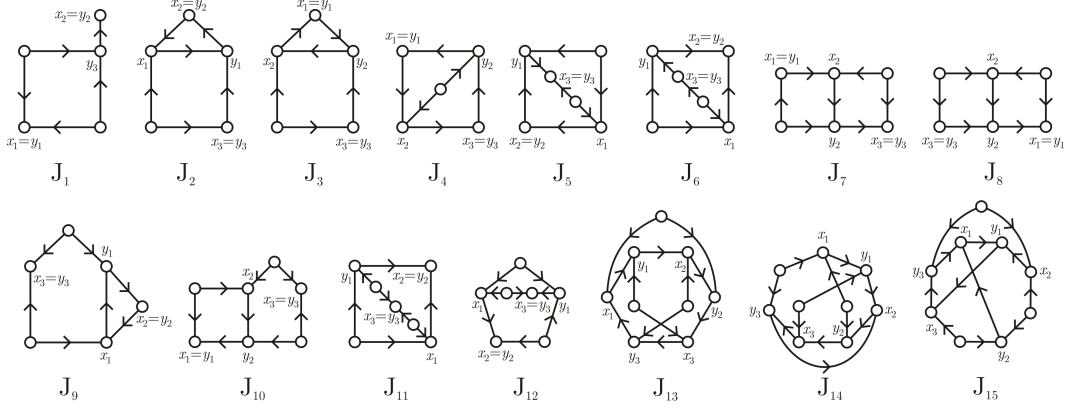 x₂=y₂
y₃
x₁=y₁
J₁
x₂=y₂
x₁
y₁
x₃=y₃
J₂
x₁=y₁
x₂
y₂
x₃=y₃
J₃
x₁=y₁
y₂
x₂
x₃=y₃
J₄
y₁
x₃=y₃
x₂=y₂
x₁
J₅
x₂=y₂
y₁
x₃=y₃
x₁
J₆
x₁=y₁
x₂
y₂
x₃=y₃
J₇
x₂
x₃=y₃
y₂
x₁=y₁
J₈
y₁
x₃=y₃
x₂=y₂
x₁
J₉
x₂
x₃=y₃
x₁=y₁
y₂
J₁₀
y₁
x₂=y₂
x₃=y₃
x₁
J₁₁
x₁
x₃=y₃
y₁
x₂=y₂
J₁₂
y₁
x₂
x₁
y₂
y₃
x₃
J₁₃
x₁
y₁
y₃
x₂
x₃
y₂
J₁₄
x₁
y₁
y₃
x₂
x₃
y₂
J₁₅